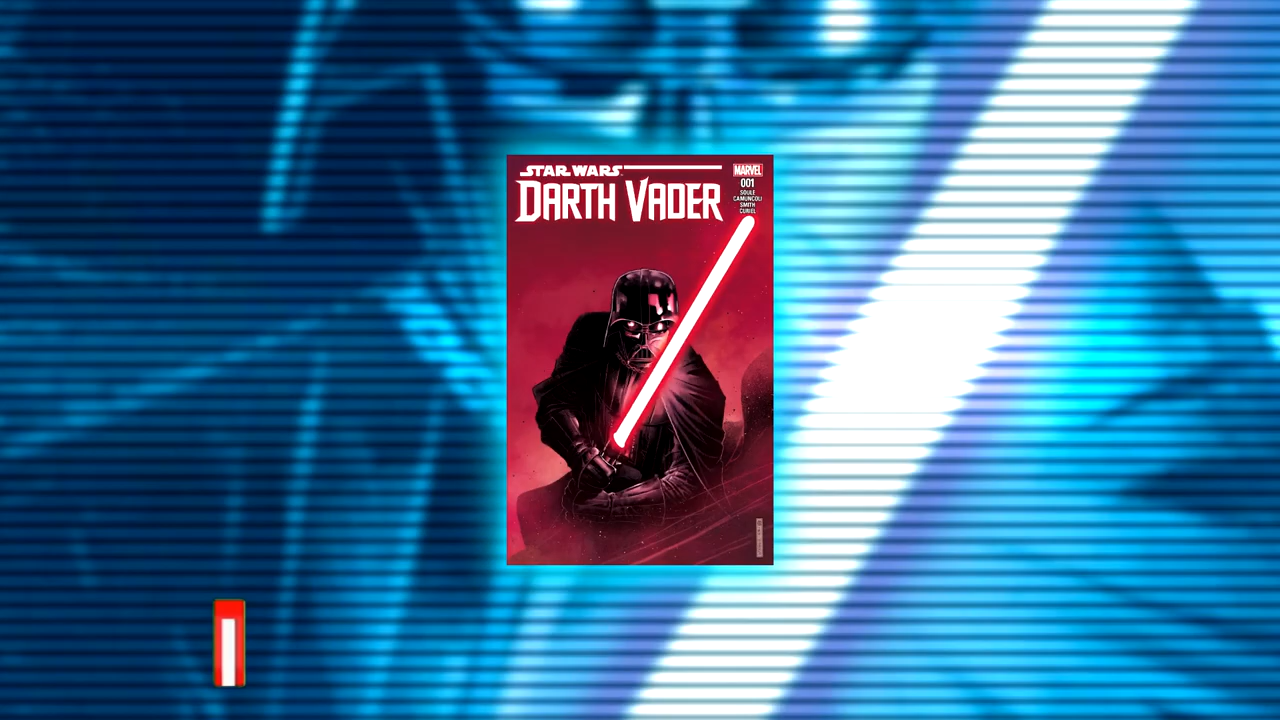 STAR WARS
DARTH VADER
MARVEL
001
SOULE
CAMUNCOLI
SMITH
CURIEL